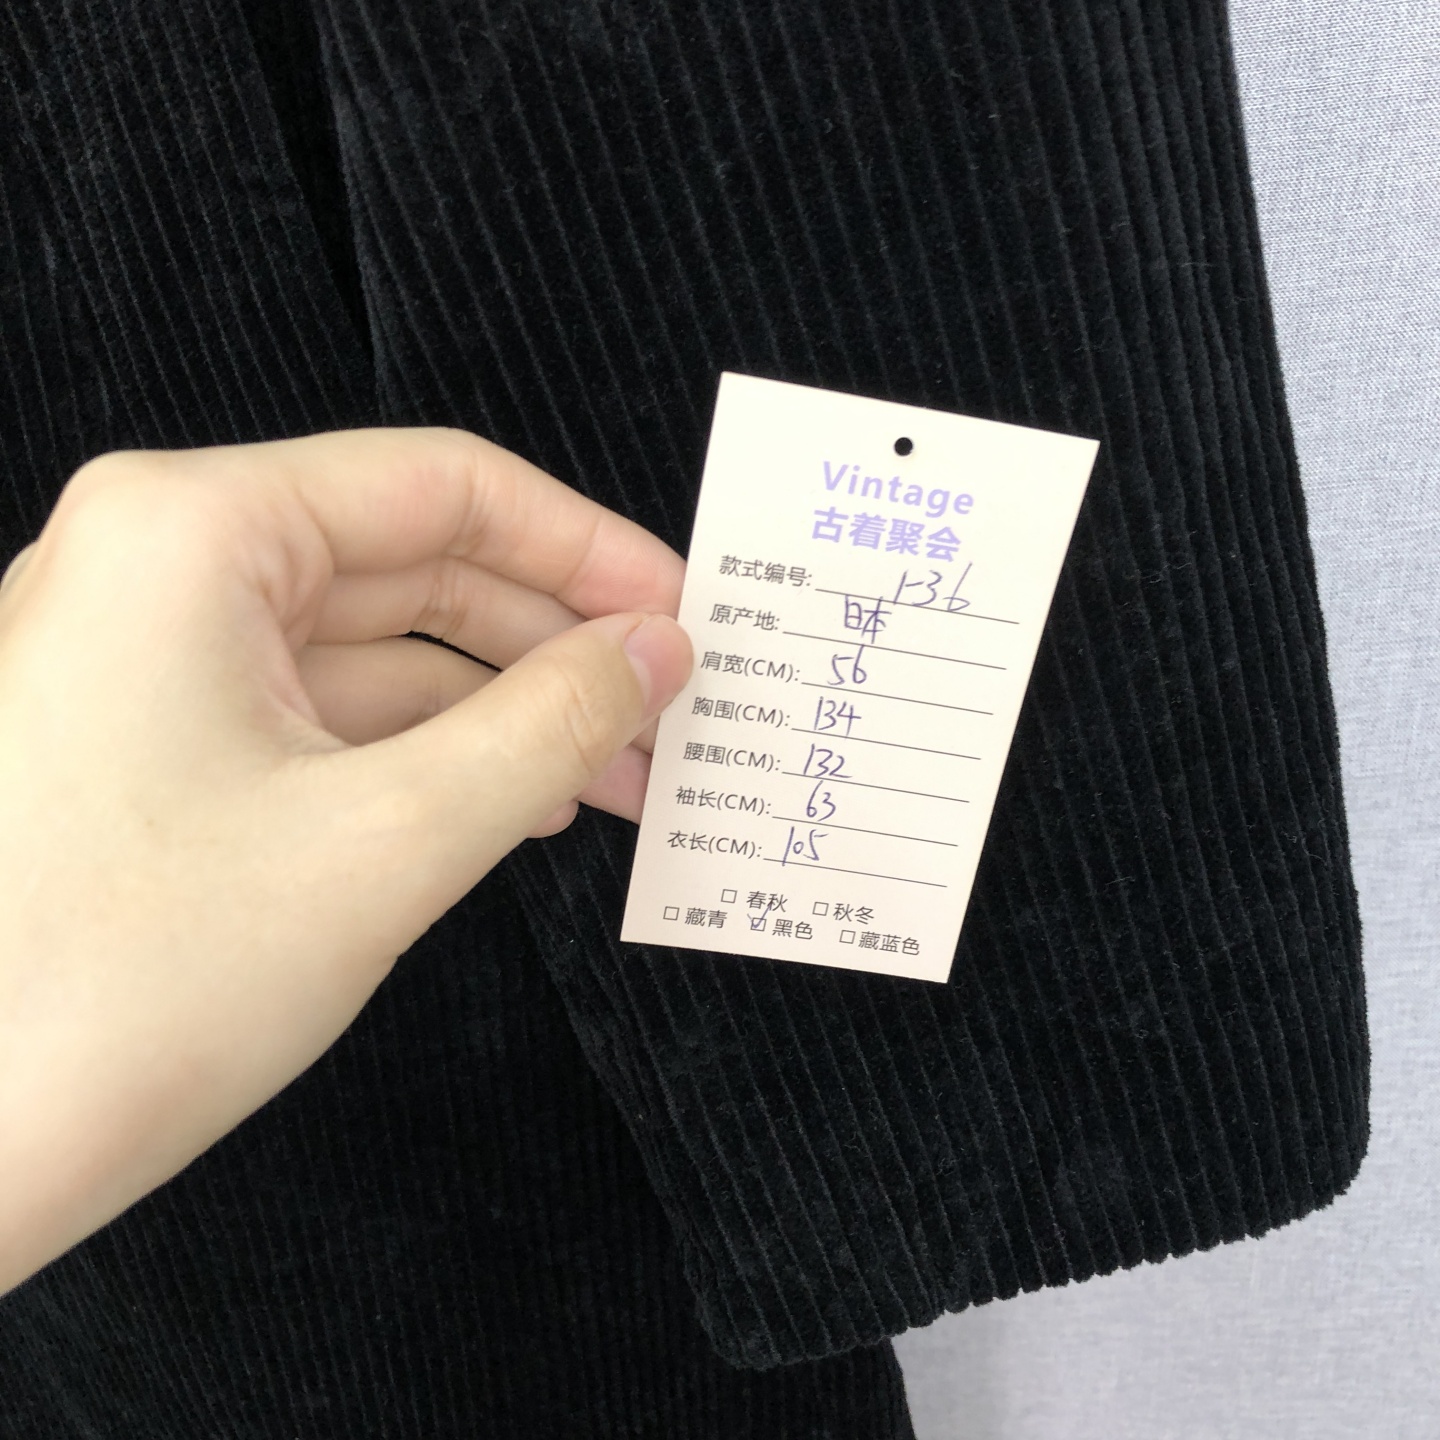 Vintage
古着聚会
款式编号: 1-36
原产地: 日本
肩宽(CM): 56
胸围(CM): 134
腰围(CM): 132
袖长(CM): 63
衣长(CM): 105
□ 春秋 □ 秋冬
□ 藏青 ☑ 黑色 □ 藏蓝色